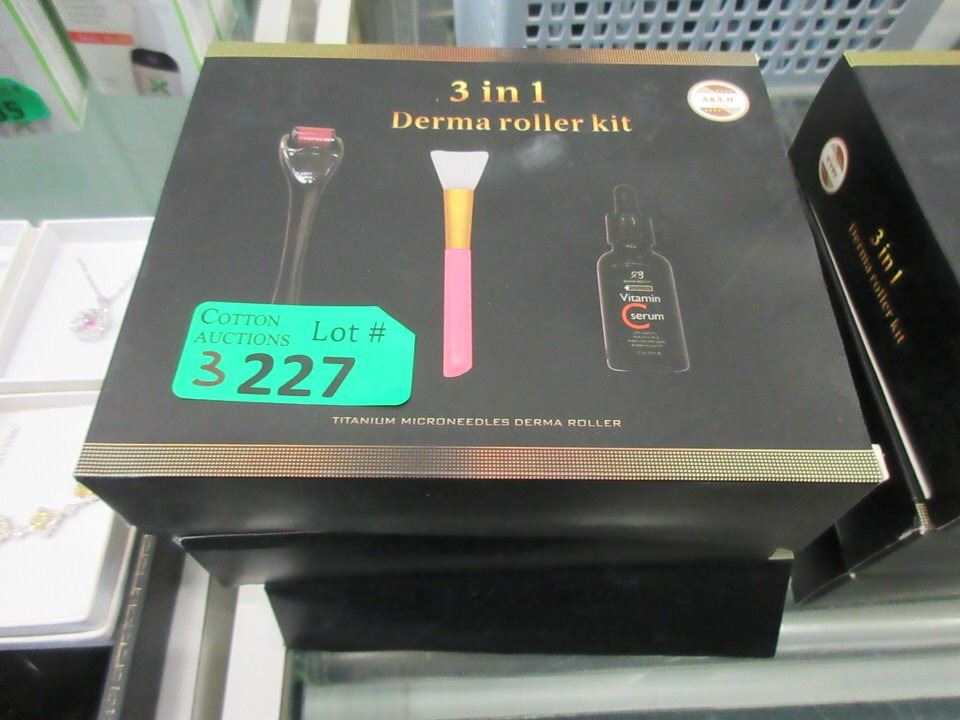 3 in 1
Derma roller kit
A&A.H
RB
Vitamin
C serum
COTTON
AUCTIONS
Lot #
3227
TITANIUM MICRONEEDLES DERMA ROLLER
3 in 1
Derma roller kit